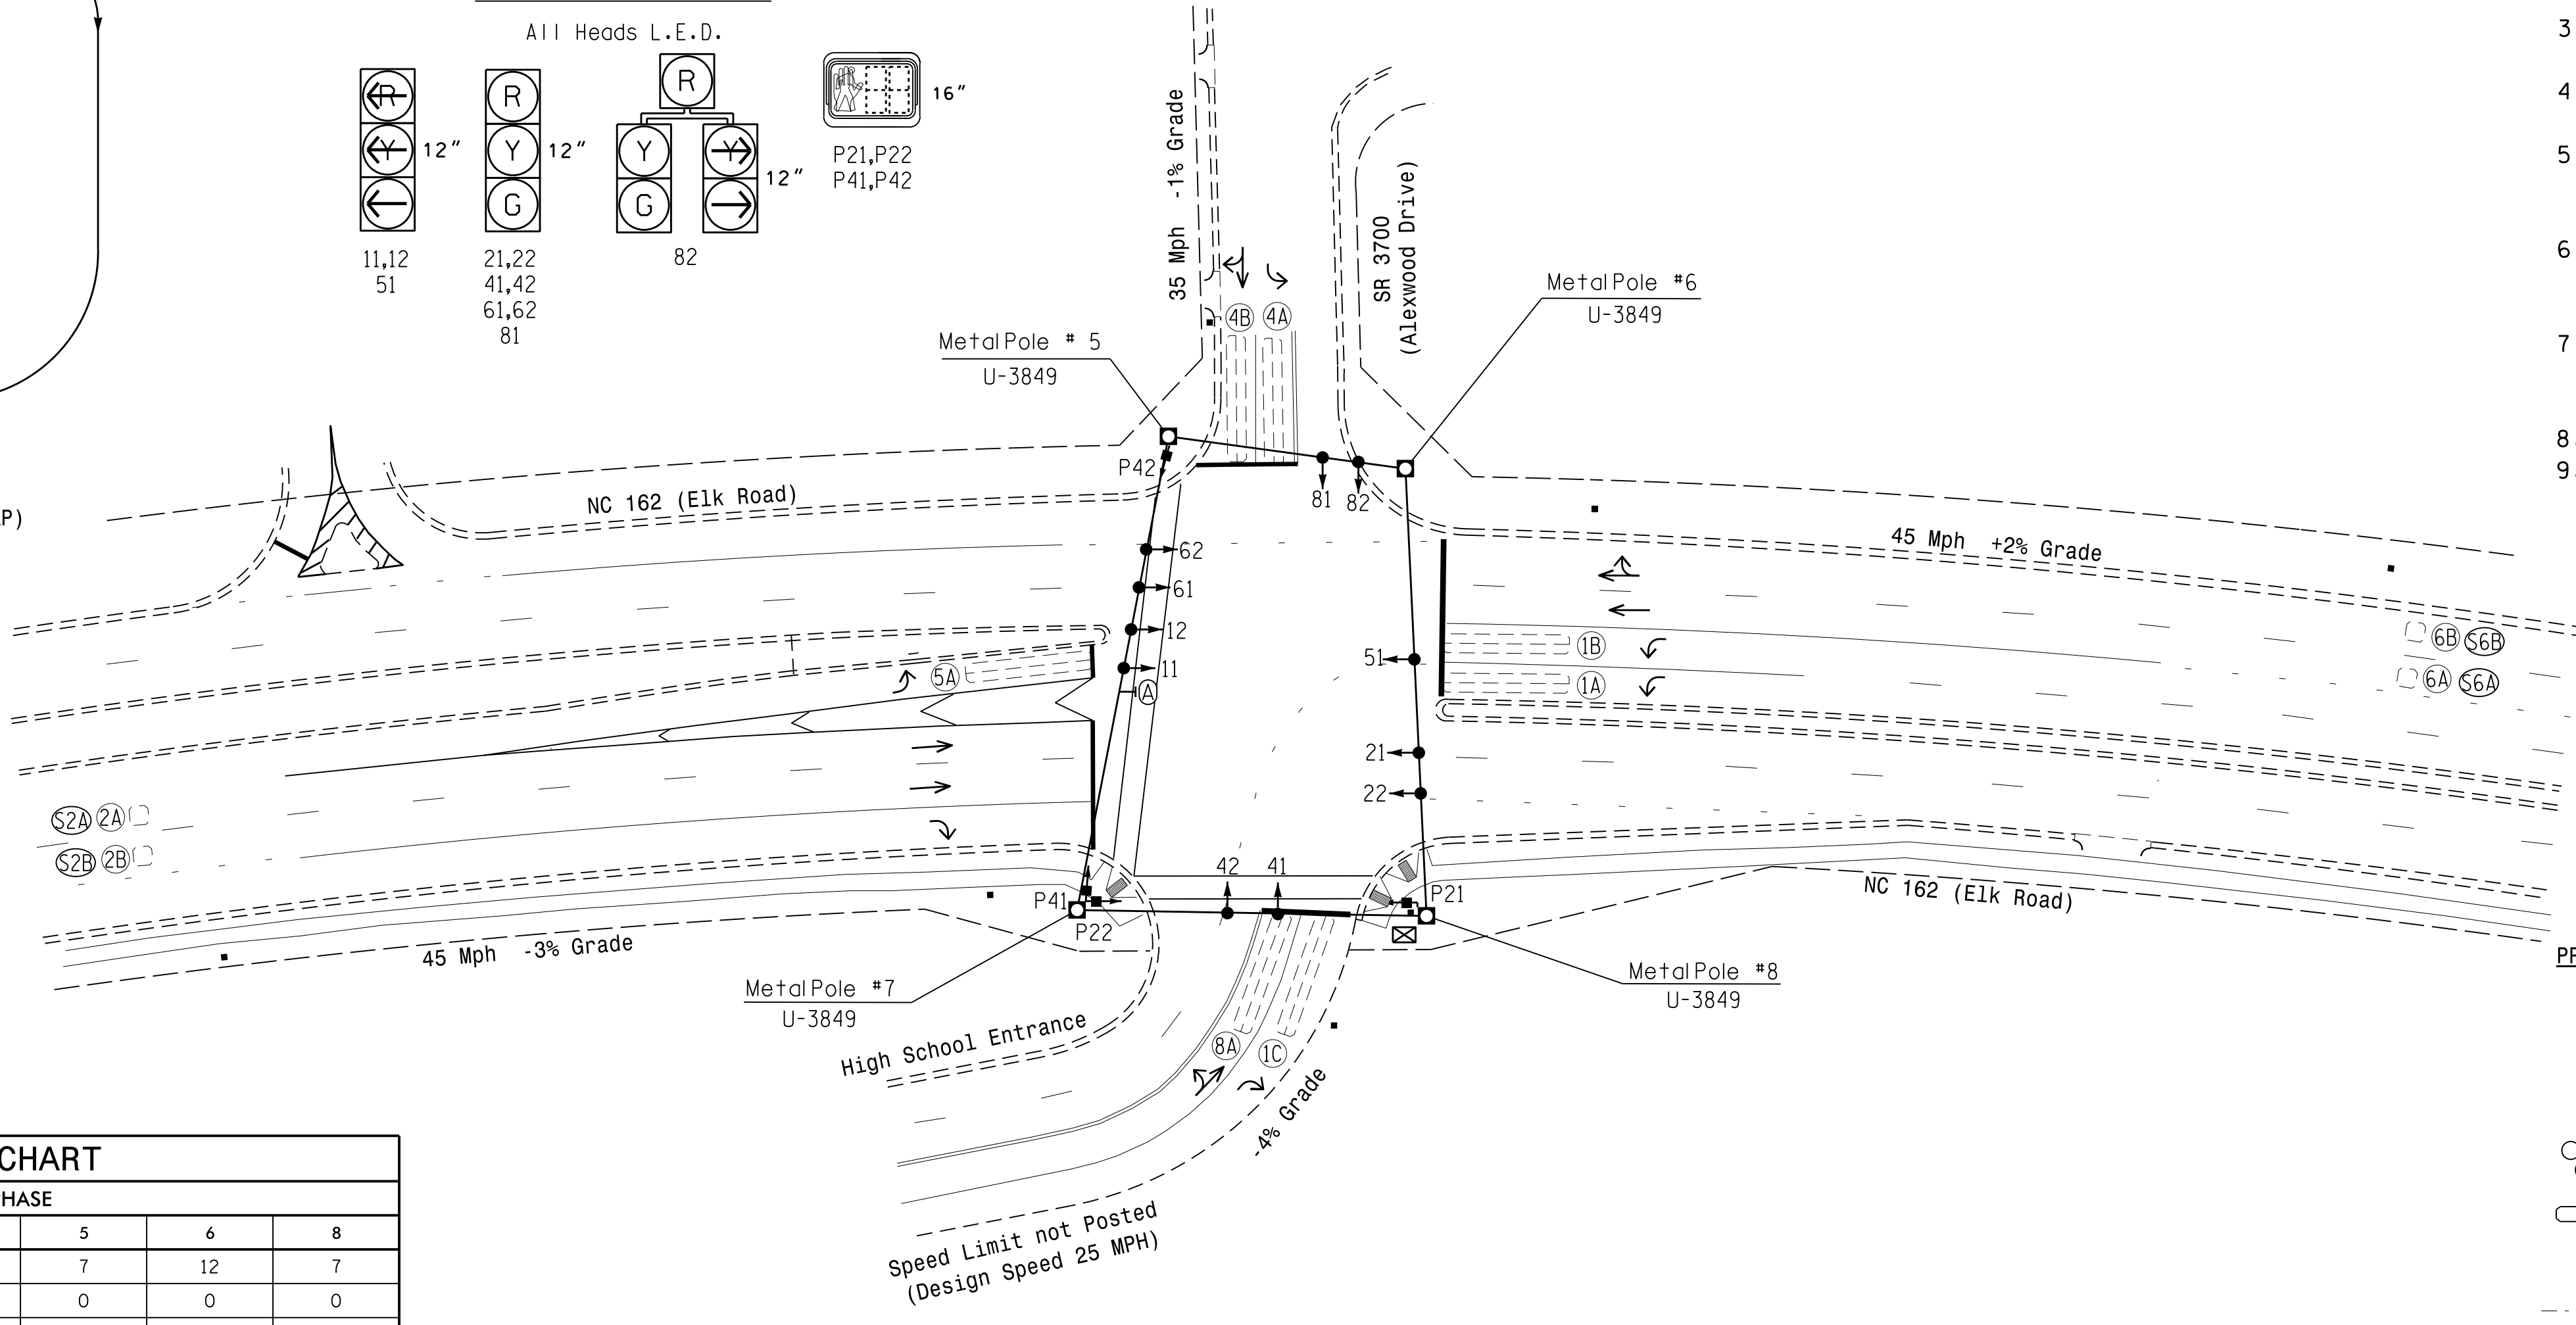 All Heads L.E.D.
R
Y
12"
11,12
51
R
Y
G
12"
21,22
41,42
61,62
81
R
Y
Y
G
12"
82
16"
P21,P22
P41,P42
3
4
5
6
7
8
9
P)
35 Mph -1% Grade
SR 3700
(Alexwood Drive)
4B
4A
Metal Pole # 5
U-3849
Metal Pole #6
U-3849
P42
81
82
NC 162 (Elk Road)
45 Mph +2% Grade
62
61
12
11
A
5A
51
1B
1A
6B
S6B
6A
S6A
21
22
S2A
2A
S2B
2B
42
41
P41
P22
P21
NC 162 (Elk Road)
45 Mph -3% Grade
Metal Pole #7
U-3849
Metal Pole #8
U-3849
High School Entrance
8A
1C
-4% Grade
Speed Limit not Posted
(Design Speed 25 MPH)
CHART
PHASE
5 6 8
7 12 7
0 0 0